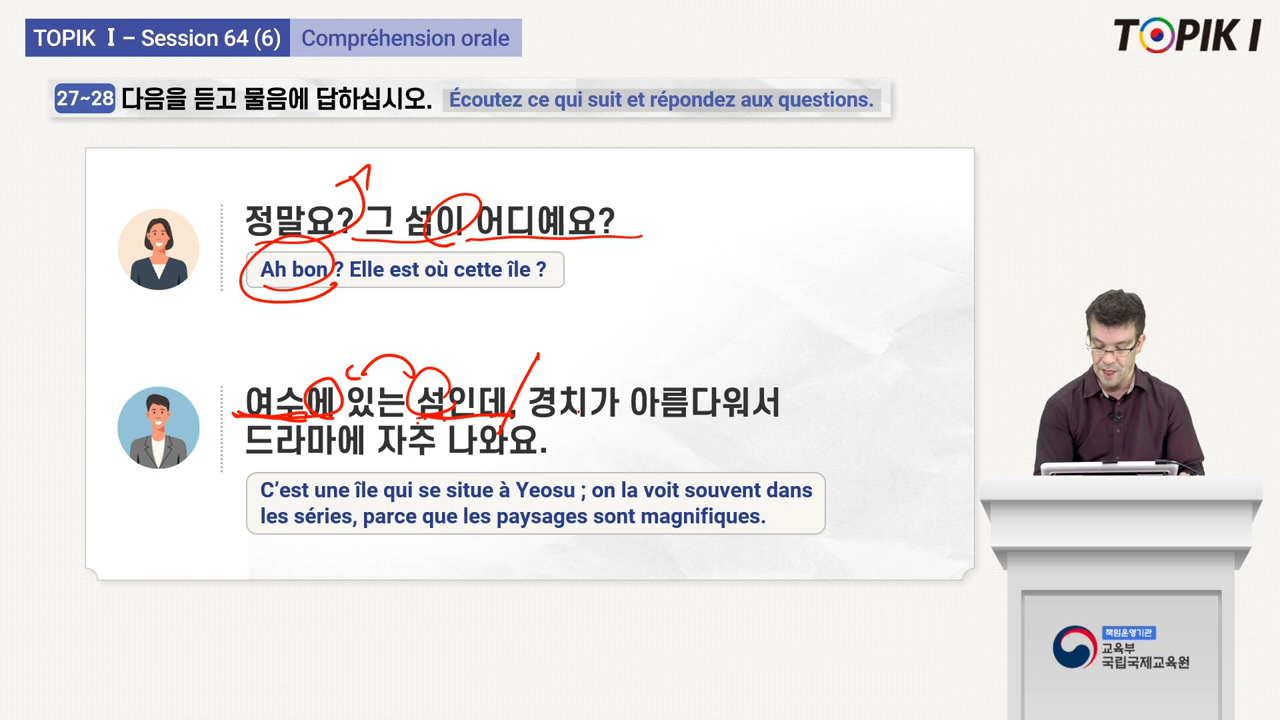 TOPIK Ⅰ – Session 64 (6) Compréhension orale
TOPIK I
27~28 다음을 듣고 물음에 답하십시오. Écoutez ce qui suit et répondez aux questions.
정말요? 그 섬이 어디예요?
Ah bon ? Elle est où cette île ?
여수에 있는 섬인데, 경치가 아름다워서
드라마에 자주 나와요.
C’est une île qui se situe à Yeosu ; on la voit souvent dans
les séries, parce que les paysages sont magnifiques.
책임운영기관
교육부
국립국제교육원